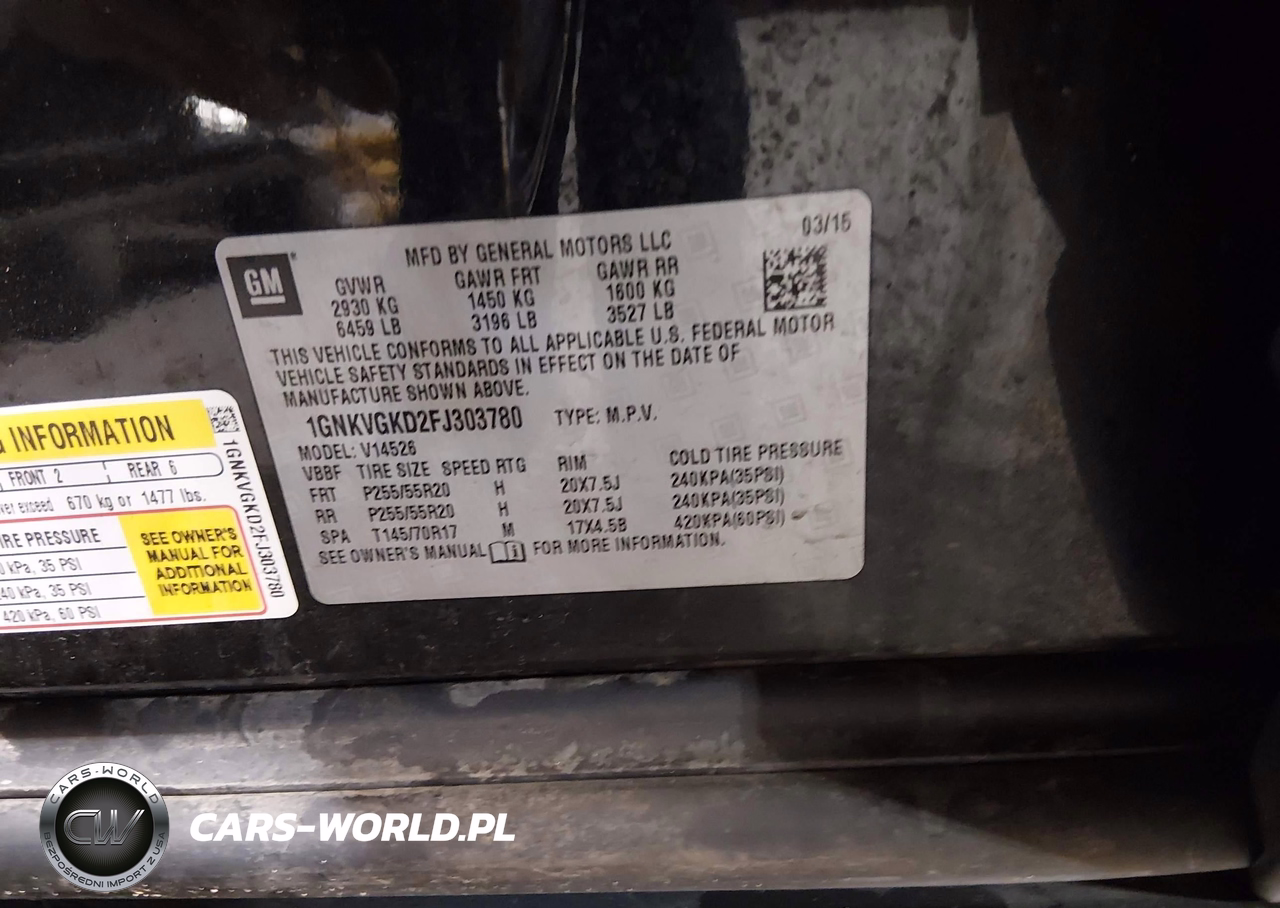 03/15
MFD BY GENERAL MOTORS LLC
GM
GVWR GAWR FRT GAWR RR
2930 KG 1450 KG 1600 KG
6459 LB 3196 LB 3527 LB
THIS VEHICLE CONFORMS TO ALL APPLICABLE U.S. FEDERAL MOTOR
VEHICLE SAFETY STANDARDS IN EFFECT ON THE DATE OF
MANUFACTURE SHOWN ABOVE.
1GNKVGKD2FJ303780 TYPE: M.P.V.
MODEL: V14526
VBBF TIRE SIZE SPEED RTG RIM COLD TIRE PRESSURE
FRT P255/55R20 H 20X7.5J 240KPA(35PSI)
RR P255/55R20 H 20X7.5J 240KPA(35PSI)
SPA T145/70R17 M 17X4.5B 420KPA(60PSI)
SEE OWNER'S MANUAL FOR MORE INFORMATION.
INFORMATION
FRONT 2 REAR 6
exceed 670 kg or 1477 lbs.
PRESSURE
kPa, 35 PSI
kPa, 35 PSI
420 kPa, 60 PSI
SEE OWNER'S
MANUAL FOR
ADDITIONAL
INFORMATION
1GNKVGKD2FJ303780
CARS-WORLD
CW
BEZPOŚREDNI IMPORT Z USA
CARS-WORLD.PL